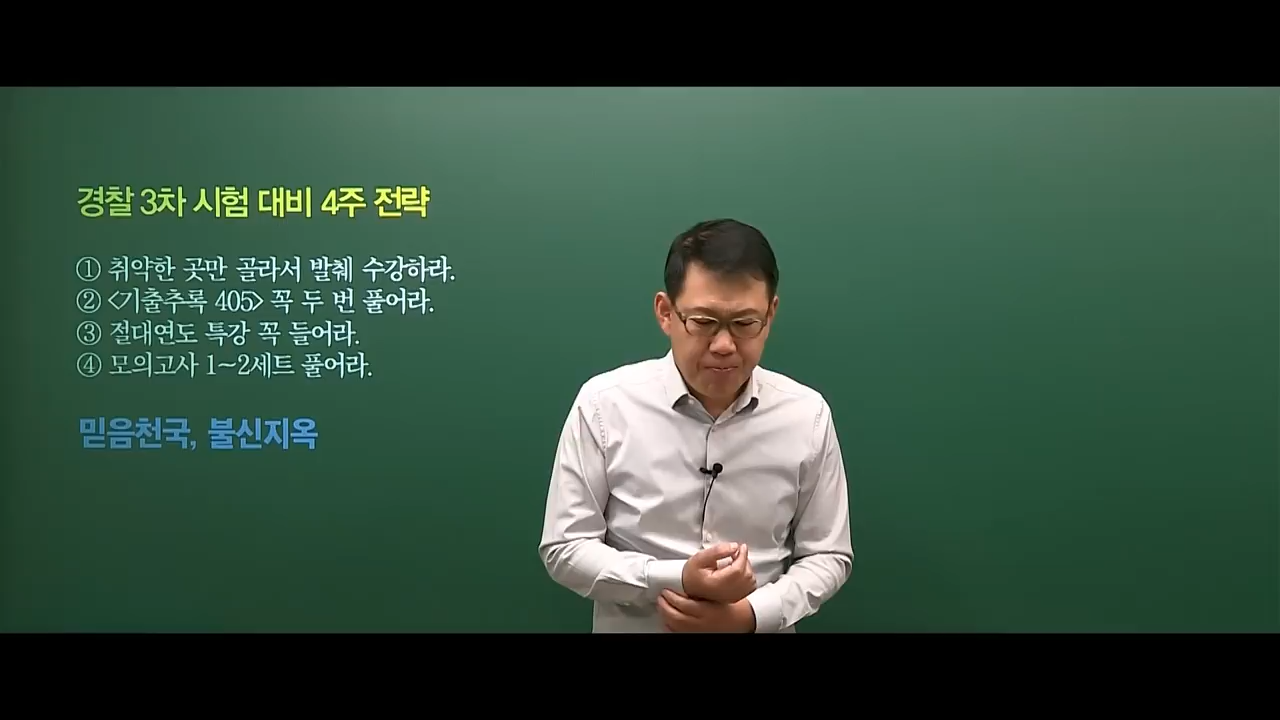 경찰 3차 시험 대비 4주 전략
① 취약한 곳만 골라서 발췌 수강하라.
② <기출추록 405> 꼭 두 번 풀어라.
③ 절대연도 특강 꼭 들어라.
④ 모의고사 1~2세트 풀어라.
믿음천국, 불신지옥